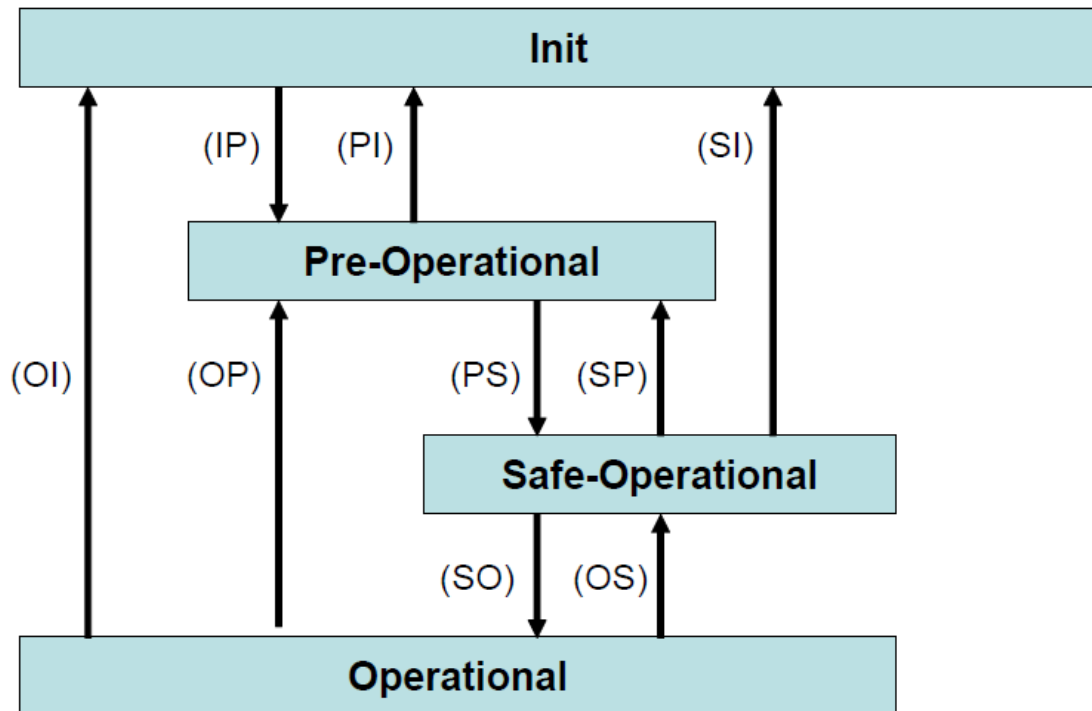 Init
(IP)
(PI)
(SI)
Pre-Operational
(OI)
(OP)
(PS)
(SP)
Safe-Operational
(SO)
(OS)
Operational